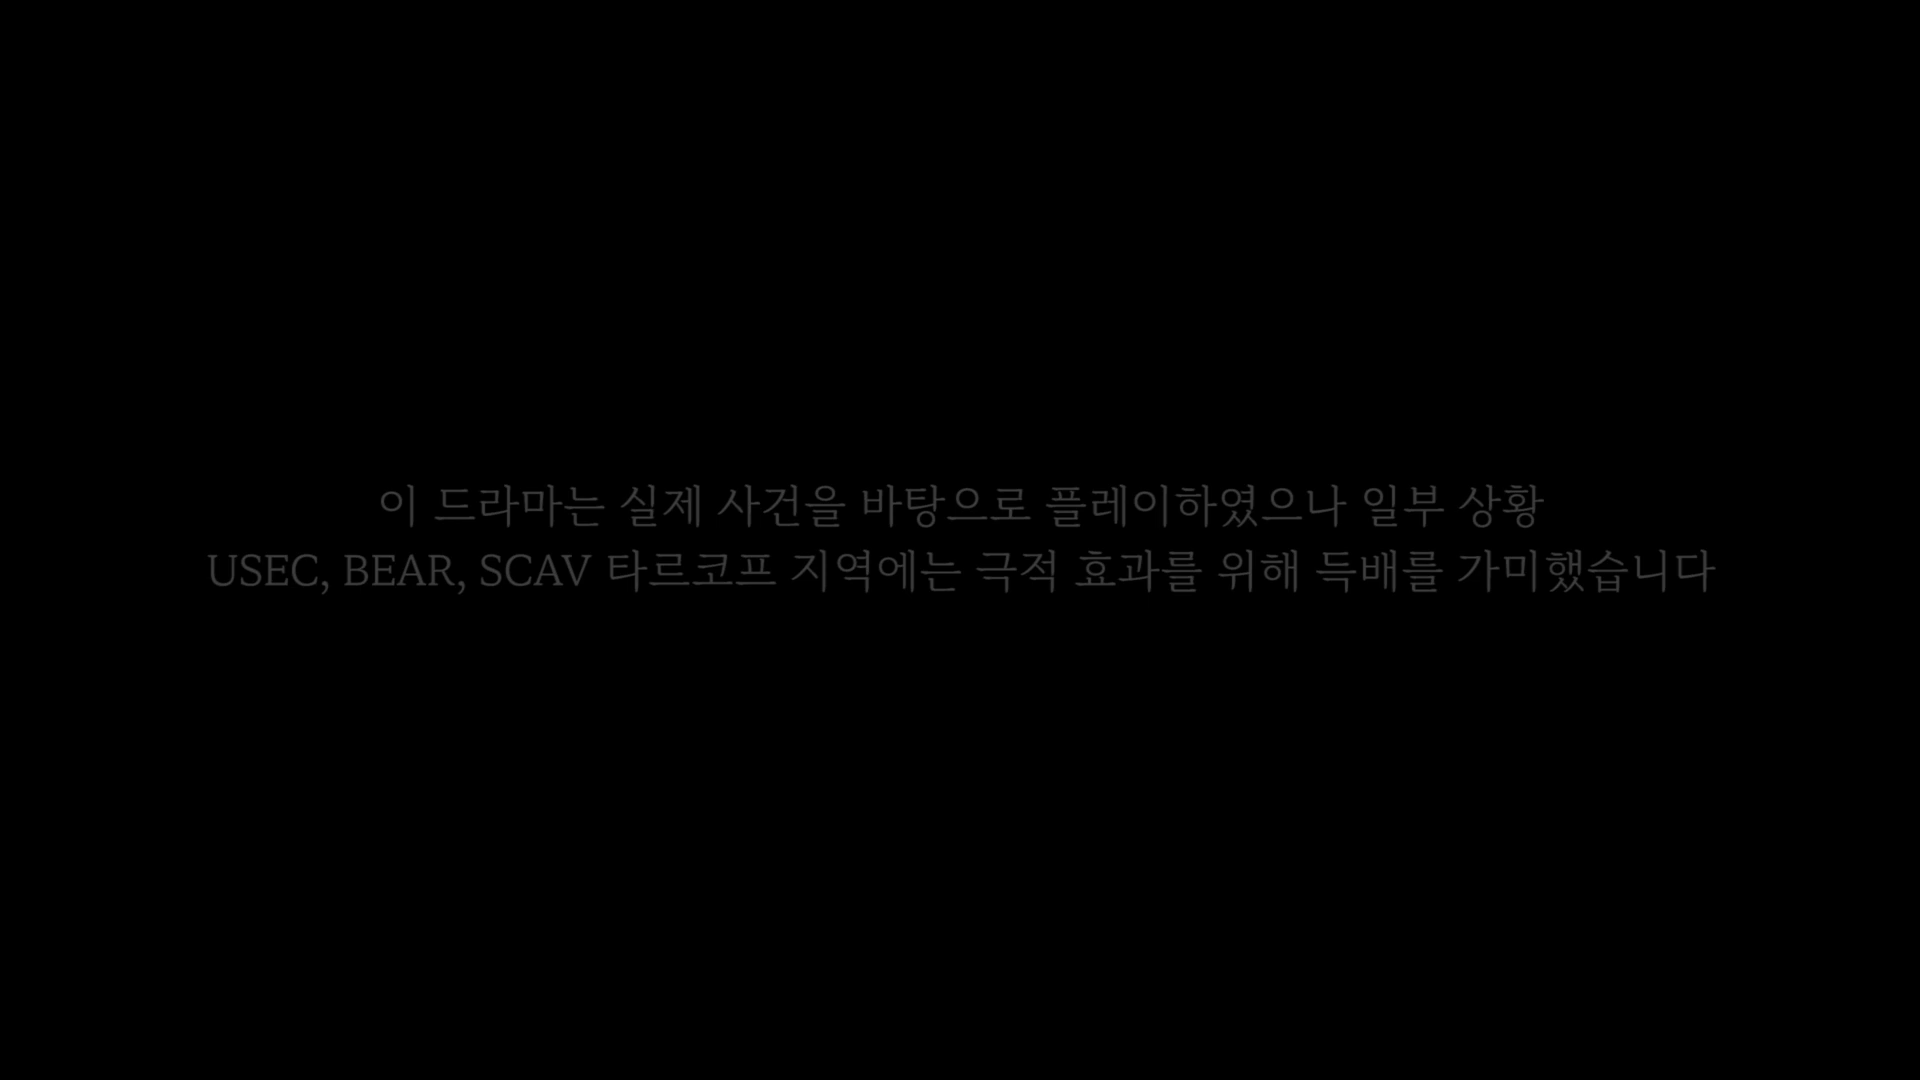 이 드라마는 실제 사건을 바탕으로 플레이하였으나 일부 상황
USEC, BEAR, SCAV 타르코프 지역에는 극적 효과를 위해 득배를 가미했습니다